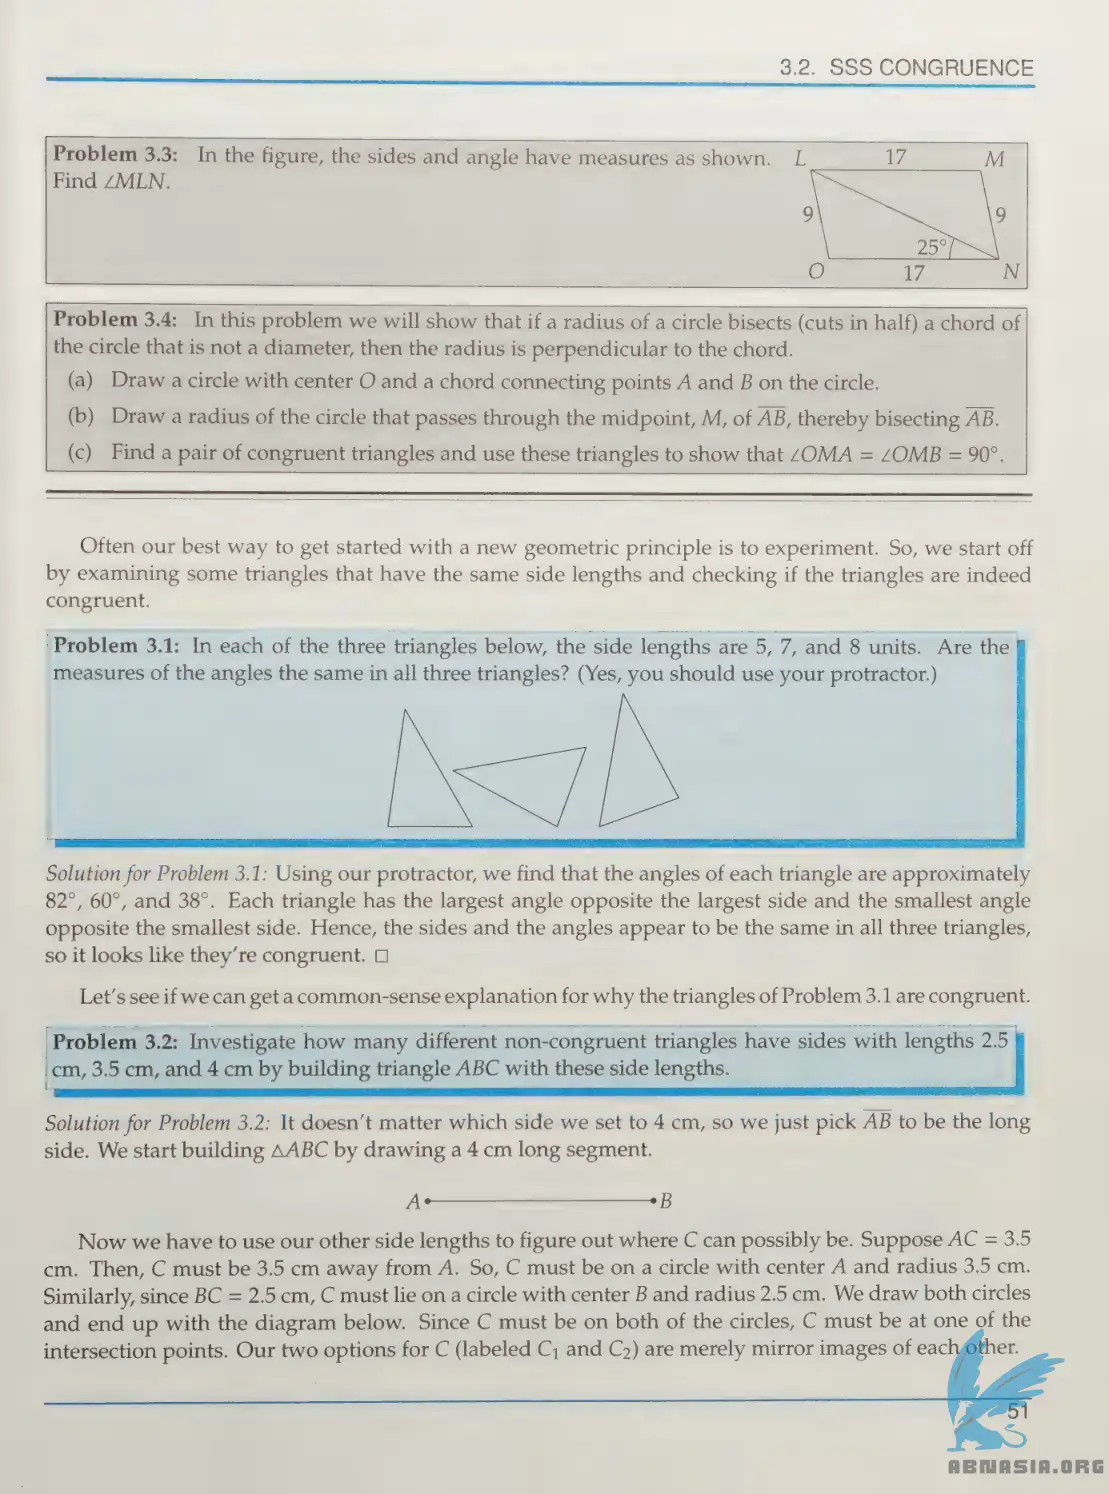 3.2. SSS CONGRUENCE
Problem 3.3: In the figure, the sides and angle have measures as shown.
Find ∠MLN.
L 17 M
9 9
25°
O 17 N
Problem 3.4: In this problem we will show that if a radius of a circle bisects (cuts in half) a chord of
the circle that is not a diameter, then the radius is perpendicular to the chord.
(a) Draw a circle with center O and a chord connecting points A and B on the circle.
(b) Draw a radius of the circle that passes through the midpoint, M, of A̅B̅, thereby bisecting A̅B̅.
(c) Find a pair of congruent triangles and use these triangles to show that ∠OMA = ∠OMB = 90°.
Often our best way to get started with a new geometric principle is to experiment. So, we start off
by examining some triangles that have the same side lengths and checking if the triangles are indeed
congruent.
Problem 3.1: In each of the three triangles below, the side lengths are 5, 7, and 8 units. Are the
measures of the angles the same in all three triangles? (Yes, you should use your protractor.)
Solution for Problem 3.1: Using our protractor, we find that the angles of each triangle are approximately
82°, 60°, and 38°. Each triangle has the largest angle opposite the largest side and the smallest angle
opposite the smallest side. Hence, the sides and the angles appear to be the same in all three triangles,
so it looks like they're congruent. □
Let's see if we can get a common-sense explanation for why the triangles of Problem 3.1 are congruent.
Problem 3.2: Investigate how many different non-congruent triangles have sides with lengths 2.5
cm, 3.5 cm, and 4 cm by building triangle ABC with these side lengths.
Solution for Problem 3.2: It doesn't matter which side we set to 4 cm, so we just pick A̅B̅ to be the long
side. We start building △ABC by drawing a 4 cm long segment.
A B
Now we have to use our other side lengths to figure out where C can possibly be. Suppose AC = 3.5
cm. Then, C must be 3.5 cm away from A. So, C must be on a circle with center A and radius 3.5 cm.
Similarly, since BC = 2.5 cm, C must lie on a circle with center B and radius 2.5 cm. We draw both circles
and end up with the diagram below. Since C must be on both of the circles, C must be at one of the
intersection points. Our two options for C (labeled C₁ and C₂) are merely mirror images of each other.
51
ABNASIA.ORG